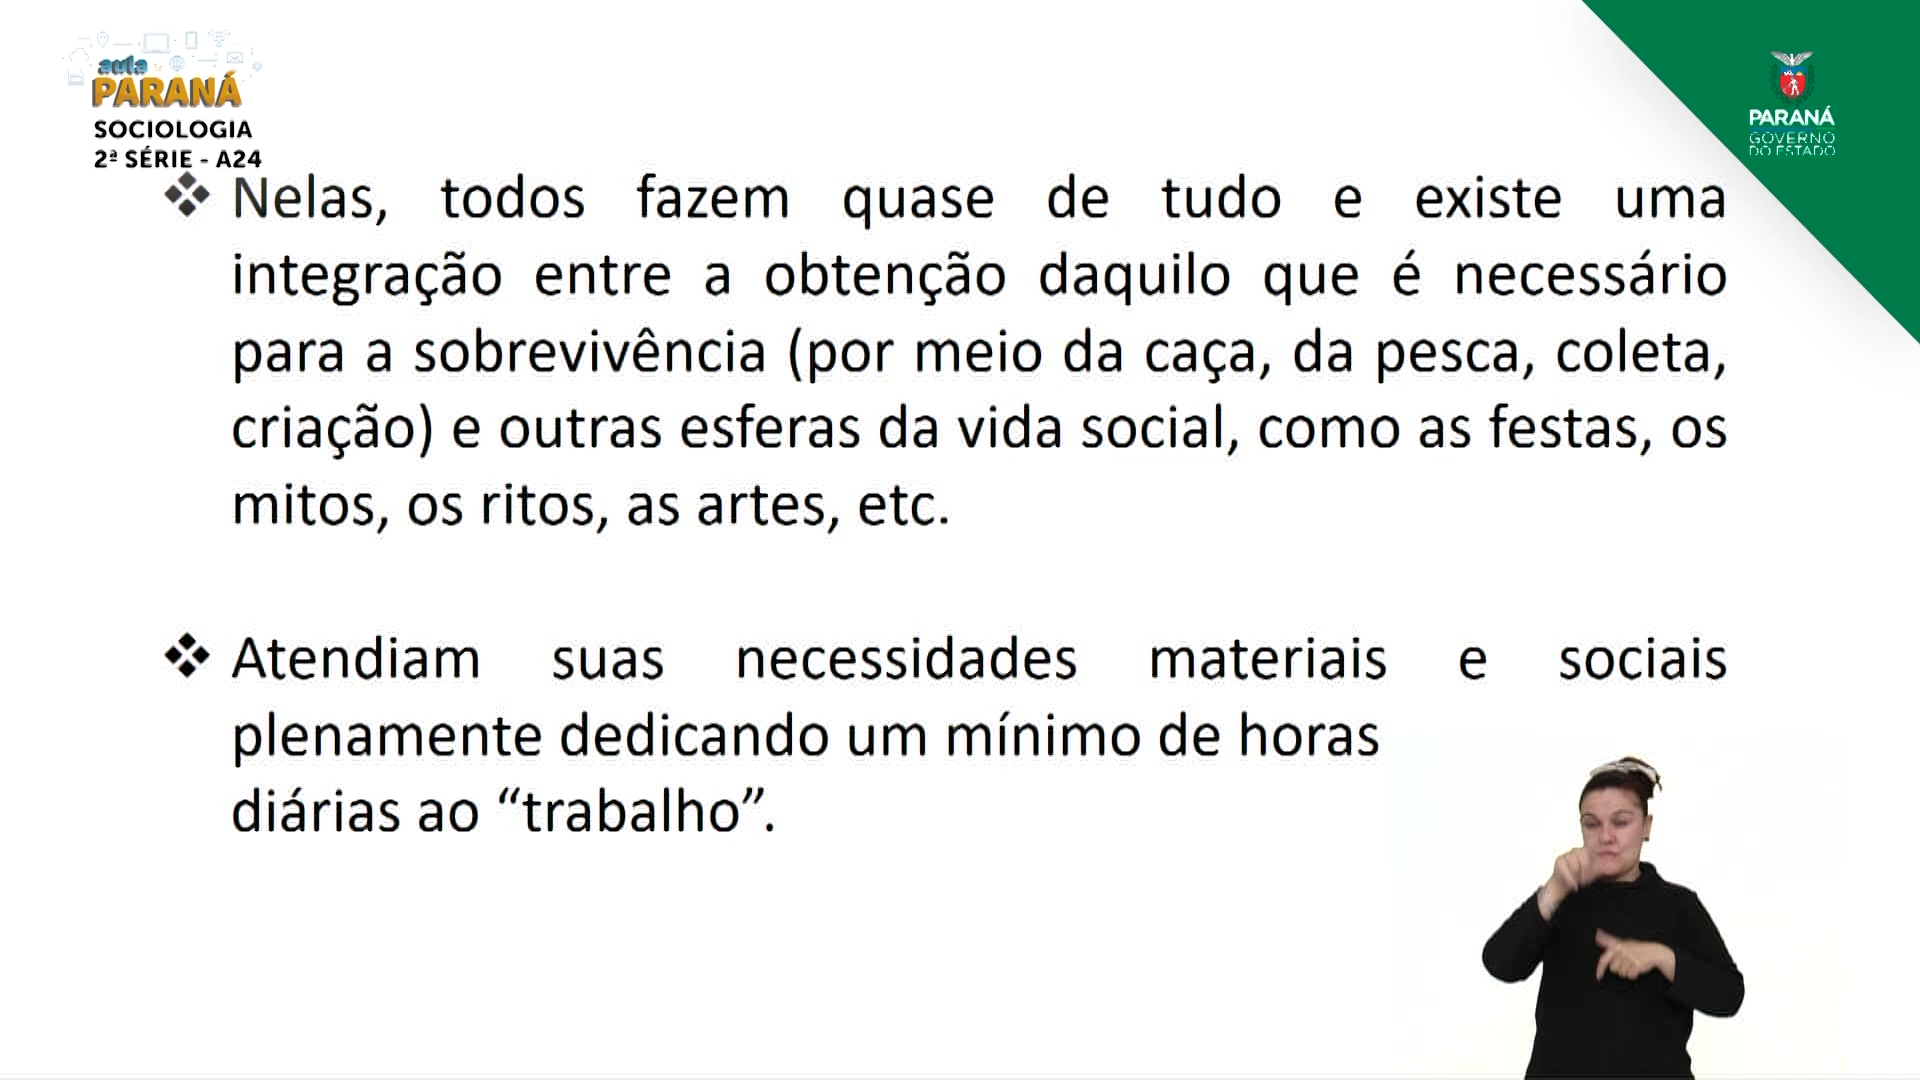 aula
PARANÁ
SOCIOLOGIA
2ª SÉRIE - A24
PARANÁ
GOVERNO
DO ESTADO
❖ Nelas, todos fazem quase de tudo e existe uma
integração entre a obtenção daquilo que é necessário
para a sobrevivência (por meio da caça, da pesca, coleta,
criação) e outras esferas da vida social, como as festas, os
mitos, os ritos, as artes, etc.
❖ Atendiam suas necessidades materiais e sociais
plenamente dedicando um mínimo de horas
diárias ao “trabalho”.